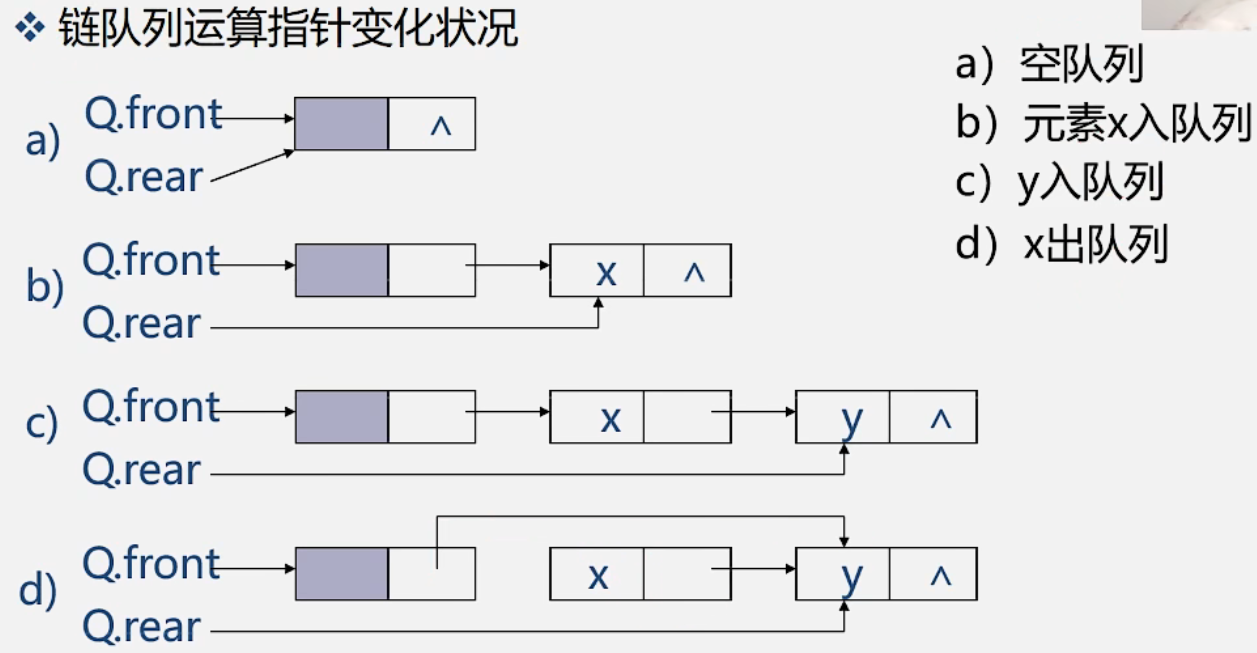 ❖ 链队列运算指针变化状况
a) Q.front
^
Q.rear
b) Q.front
x ^
Q.rear
c) Q.front
x y ^
Q.rear
d) Q.front
x y ^
Q.rear
a）空队列
b）元素x入队列
c）y入队列
d）x出队列